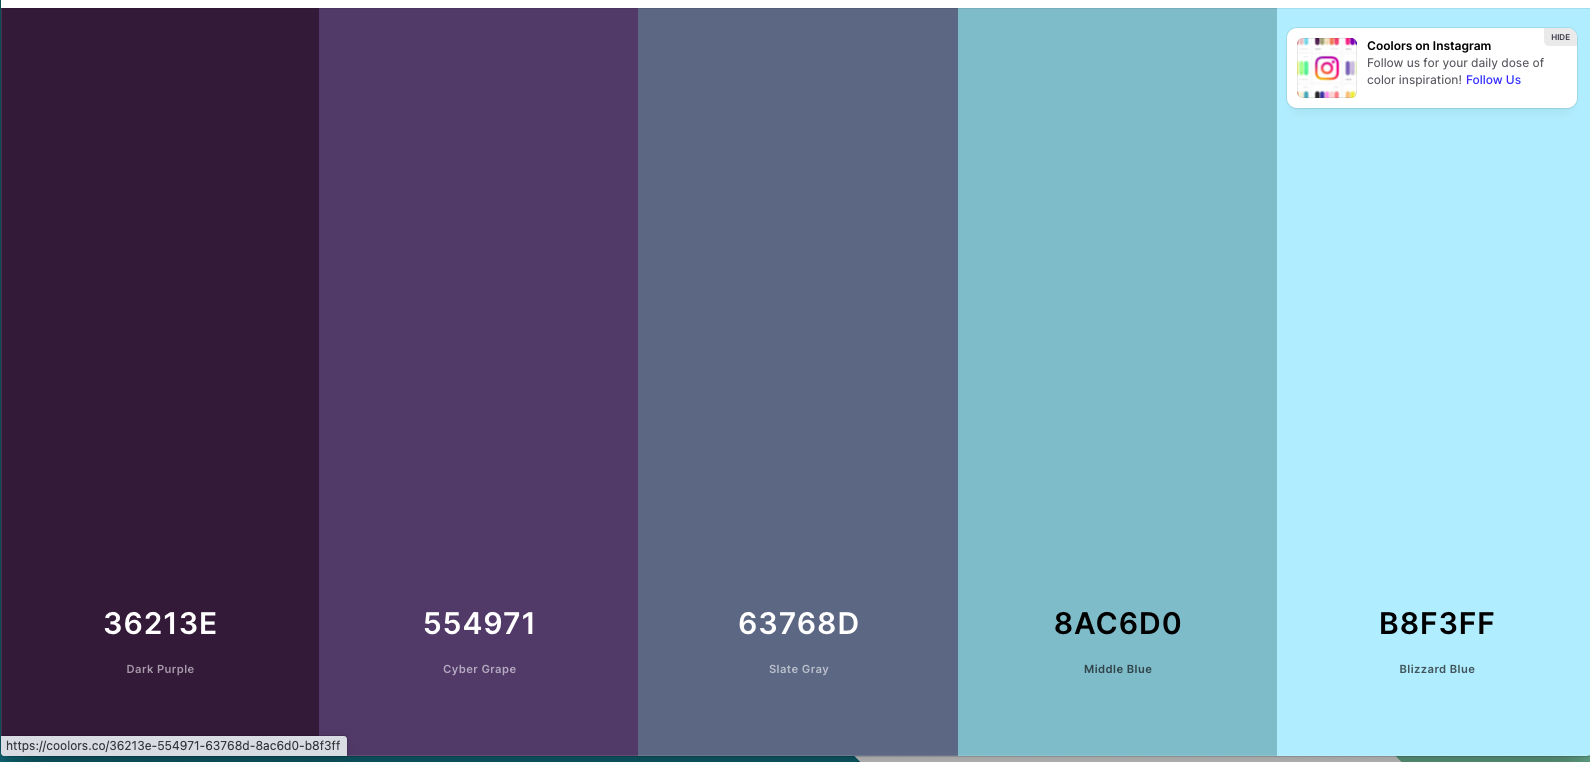 HIDE
Coolors on Instagram
Follow us for your daily dose of
color inspiration! Follow Us
36213E
554971
63768D
8AC6D0
B8F3FF
Dark Purple
Cyber Grape
Slate Gray
Middle Blue
Blizzard Blue
https://coolors.co/36213e-554971-63768d-8ac6d0-b8f3ff